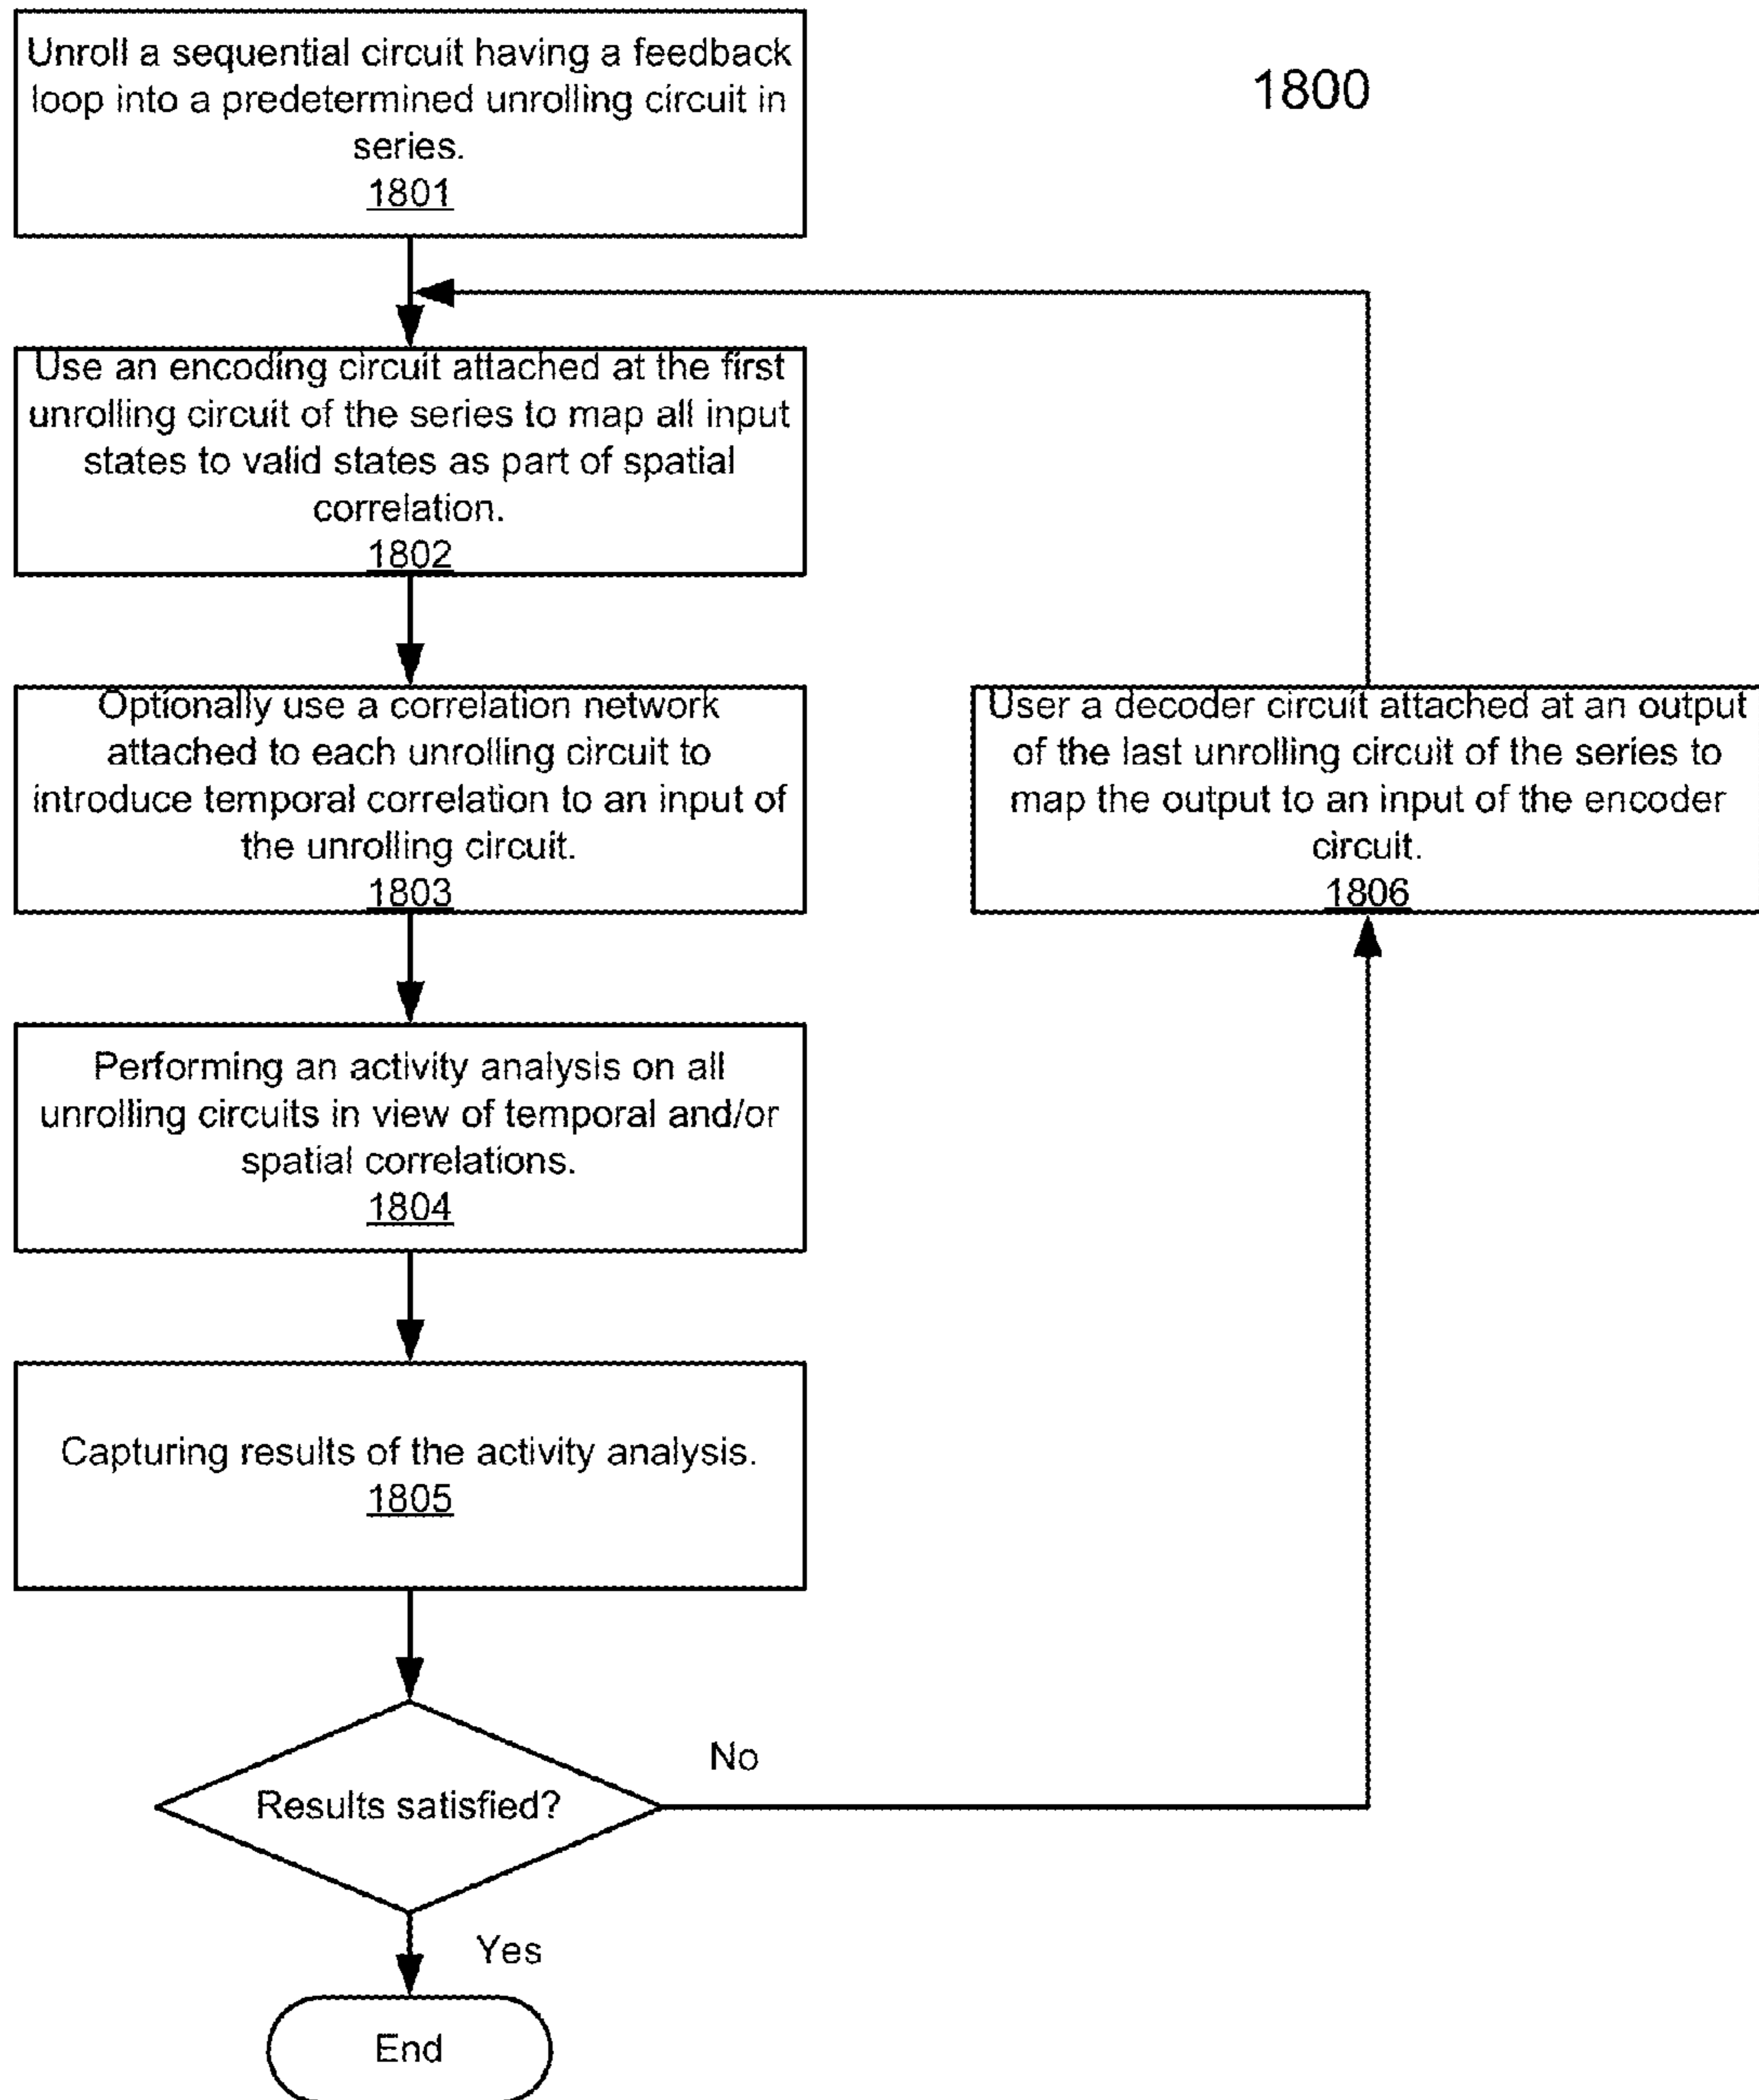 Unroll a sequential circuit having a feedback
loop into a predetermined unrolling circuit in
series.
1801
1800
Use an encoding circuit attached at the first
unrolling circuit of the series to map all input
states to valid states as part of spatial
correlation.
1802
Optionally use a correlation network
attached to each unrolling circuit to
introduce temporal correlation to an input of
the unrolling circuit.
1803
User a decoder circuit attached at an output
of the last unrolling circuit of the series to
map the output to an input of the encoder
circuit.
1806
Performing an activity analysis on all
unrolling circuits in view of temporal and/or
spatial correlations.
1804
Capturing results of the activity analysis.
1805
Results satisfied?
No
Yes
End